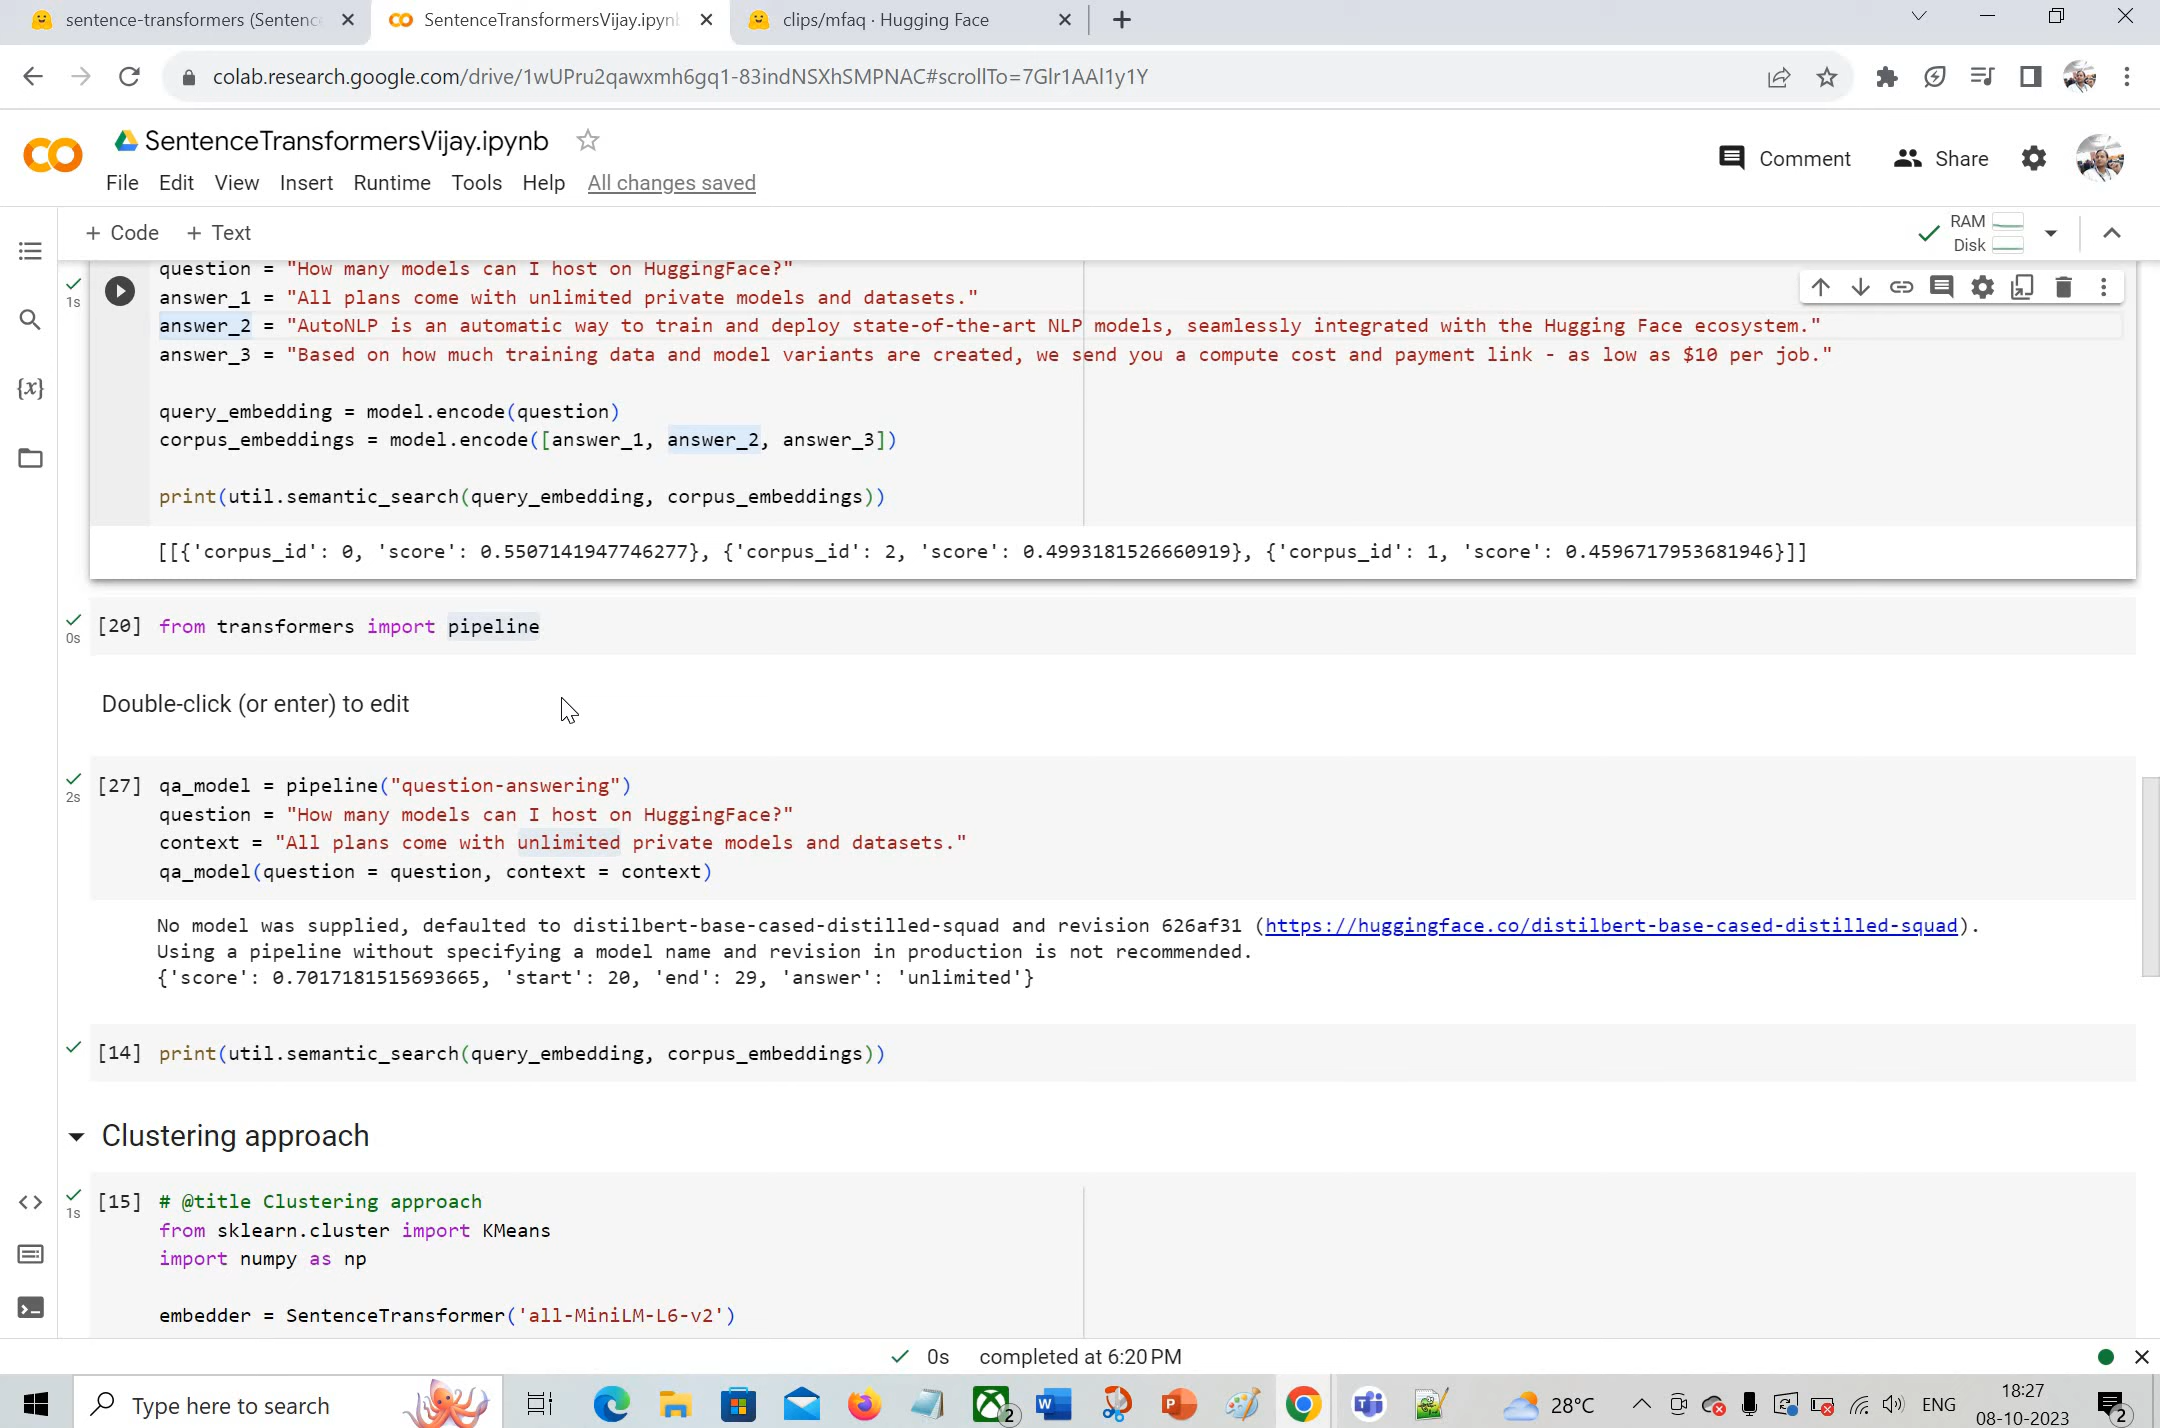 sentence-transformers (Sentence
SentenceTransformersVijay.ipynb
clips/mfaq · Hugging Face
colab.research.google.com/drive/1wUPru2qawxmh6gq1-83indNSXhSMPNAC#scrollTo=7Glr1AAl1y1Y
SentenceTransformersVijay.ipynb
Comment
Share
File Edit View Insert Runtime Tools Help All changes saved
+ Code + Text
RAM
Disk
question = "How many models can I host on HuggingFace?"
1s
answer_1 = "All plans come with unlimited private models and datasets."
answer_2 = "AutoNLP is an automatic way to train and deploy state-of-the-art NLP models, seamlessly integrated with the Hugging Face ecosystem."
answer_3 = "Based on how much training data and model variants are created, we send you a compute cost and payment link - as low as $10 per job."
{x}
query_embedding = model.encode(question)
corpus_embeddings = model.encode([answer_1, answer_2, answer_3])
print(util.semantic_search(query_embedding, corpus_embeddings))
[[{'corpus_id': 0, 'score': 0.5507141947746277}, {'corpus_id': 2, 'score': 0.4993181526660919}, {'corpus_id': 1, 'score': 0.4596717953681946}]]
0s
[20] from transformers import pipeline
Double-click (or enter) to edit
2s
[27] qa_model = pipeline("question-answering")
question = "How many models can I host on HuggingFace?"
context = "All plans come with unlimited private models and datasets."
qa_model(question = question, context = context)
No model was supplied, defaulted to distilbert-base-cased-distilled-squad and revision 626af31 (https://huggingface.co/distilbert-base-cased-distilled-squad).
Using a pipeline without specifying a model name and revision in production is not recommended.
{'score': 0.7017181515693665, 'start': 20, 'end': 29, 'answer': 'unlimited'}
[14] print(util.semantic_search(query_embedding, corpus_embeddings))
Clustering approach
1s
[15] # @title Clustering approach
from sklearn.cluster import KMeans
import numpy as np
embedder = SentenceTransformer('all-MiniLM-L6-v2')
0s completed at 6:20 PM
Type here to search
2
28°C
ENG
18:27
08-10-2023
2